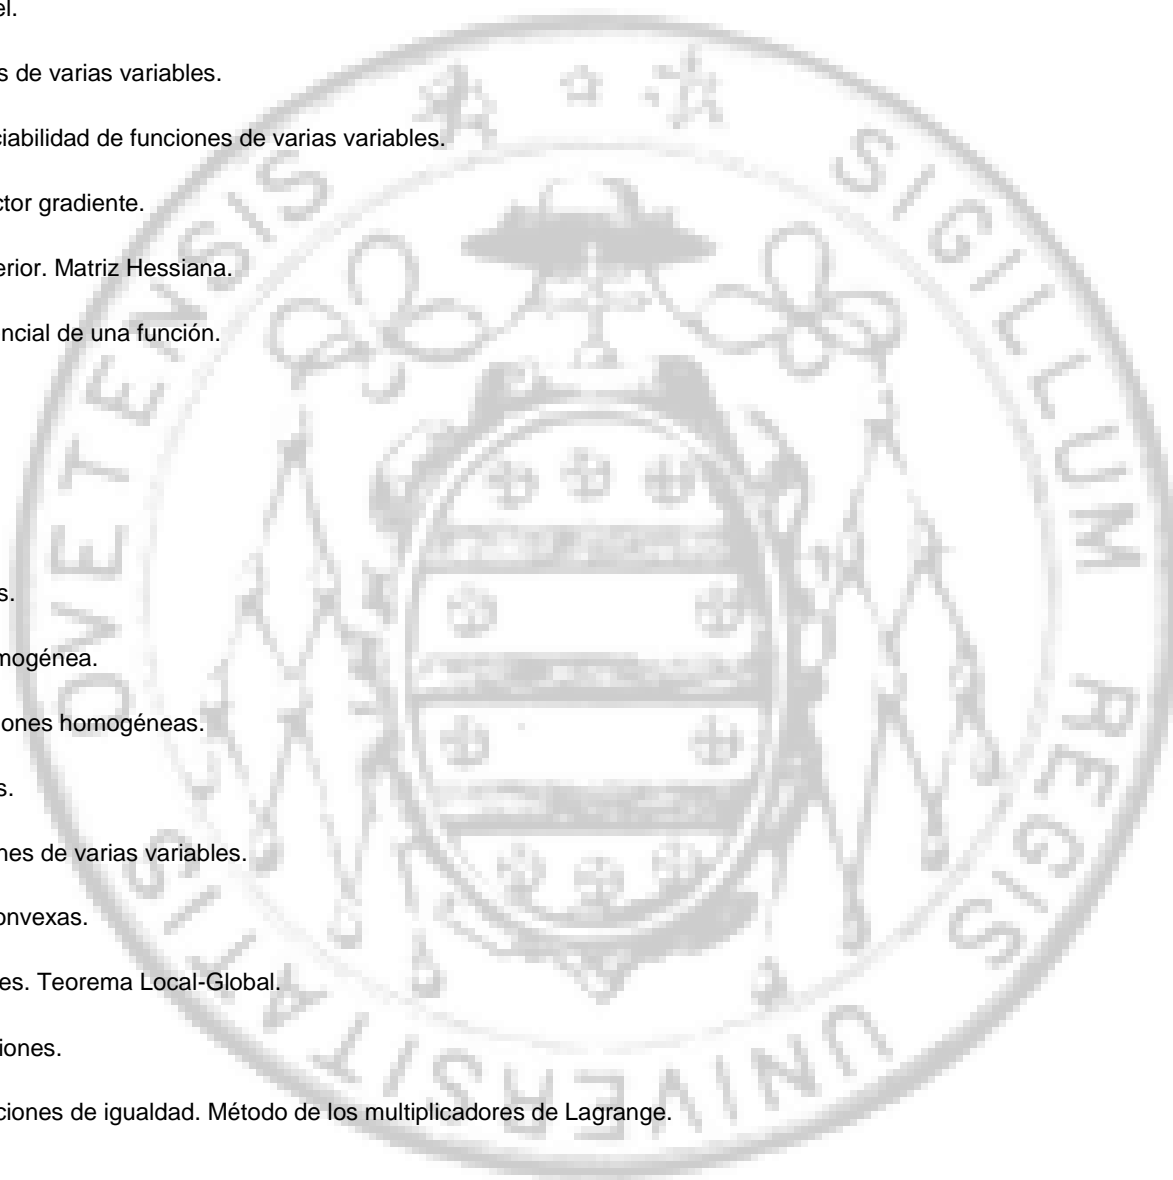 el.
s de varias variables.
ciabilidad de funciones de varias variables.
ctor gradiente.
erior. Matriz Hessiana.
ncial de una función.
s.
mogénea.
iones homogéneas.
s.
nes de varias variables.
onvexas.
es. Teorema Local-Global.
iones.
ciones de igualdad. Método de los multiplicadores de Lagrange.
SIGILLUM REGIS UNIVERSITATIS OVETENSIS